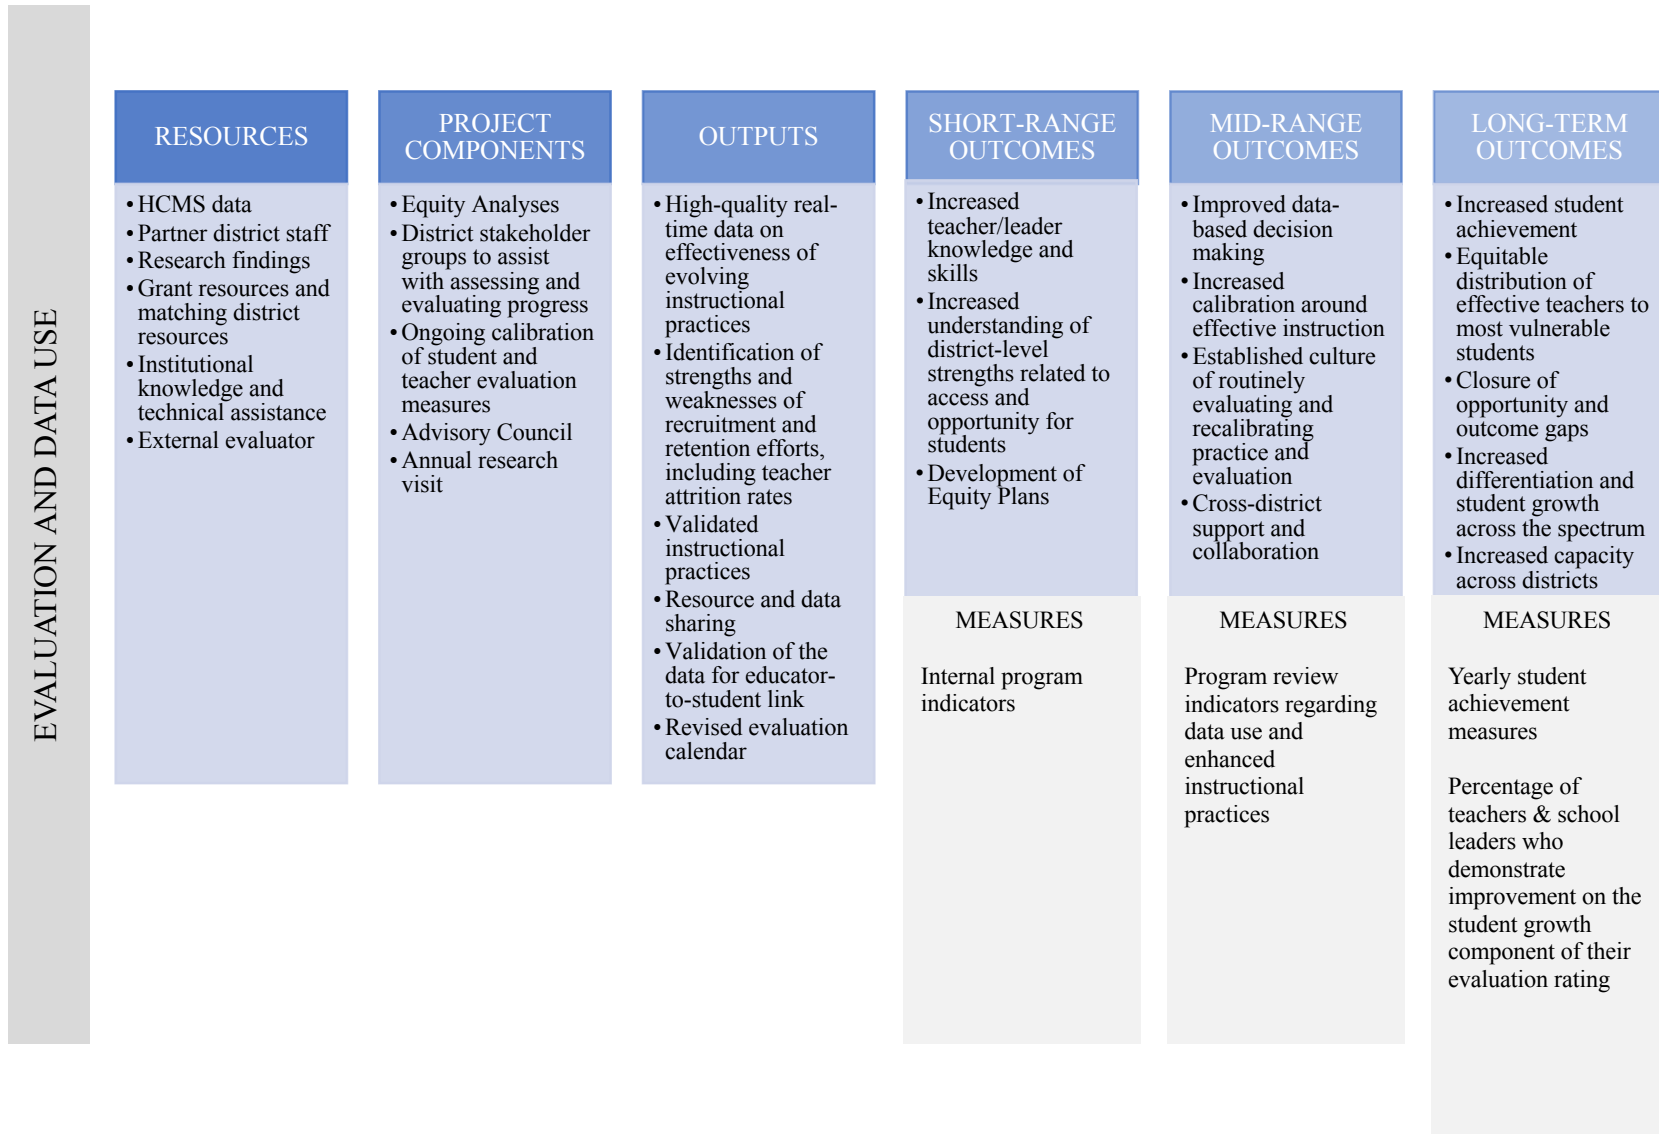 EVALUATION AND DATA USE
RESOURCES
• HCMS data
• Partner district staff
• Research findings
• Grant resources and
matching district
resources
• Institutional
knowledge and
technical assistance
• External evaluator
PROJECT
COMPONENTS
• Equity Analyses
• District stakeholder
groups to assist
with assessing and
evaluating progress
• Ongoing calibration
of student and
teacher evaluation
measures
• Advisory Council
• Annual research
visit
OUTPUTS
• High-quality real-
time data on
effectiveness of
evolving
instructional
practices
• Identification of
strengths and
weaknesses of
recruitment and
retention efforts,
including teacher
attrition rates
• Validated
instructional
practices
• Resource and data
sharing
• Validation of the
data for educator-
to-student link
• Revised evaluation
calendar
SHORT-RANGE
OUTCOMES
• Increased
teacher/leader
knowledge and
skills
• Increased
understanding of
district-level
strengths related to
access and
opportunity for
students
• Development of
Equity Plans
MEASURES
Internal program
indicators
MID-RANGE
OUTCOMES
• Improved data-
based decision
making
• Increased
calibration around
effective instruction
• Established culture
of routinely
evaluating and
recalibrating
practice and
evaluation
• Cross-district
support and
collaboration
MEASURES
Program review
indicators regarding
data use and
enhanced
instructional
practices
LONG-TERM
OUTCOMES
• Increased student
achievement
• Equitable
distribution of
effective teachers to
most vulnerable
students
• Closure of
opportunity and
outcome gaps
• Increased
differentiation and
student growth
across the spectrum
• Increased capacity
across districts
MEASURES
Yearly student
achievement
measures
Percentage of
teachers & school
leaders who
demonstrate
improvement on the
student growth
component of their
evaluation rating